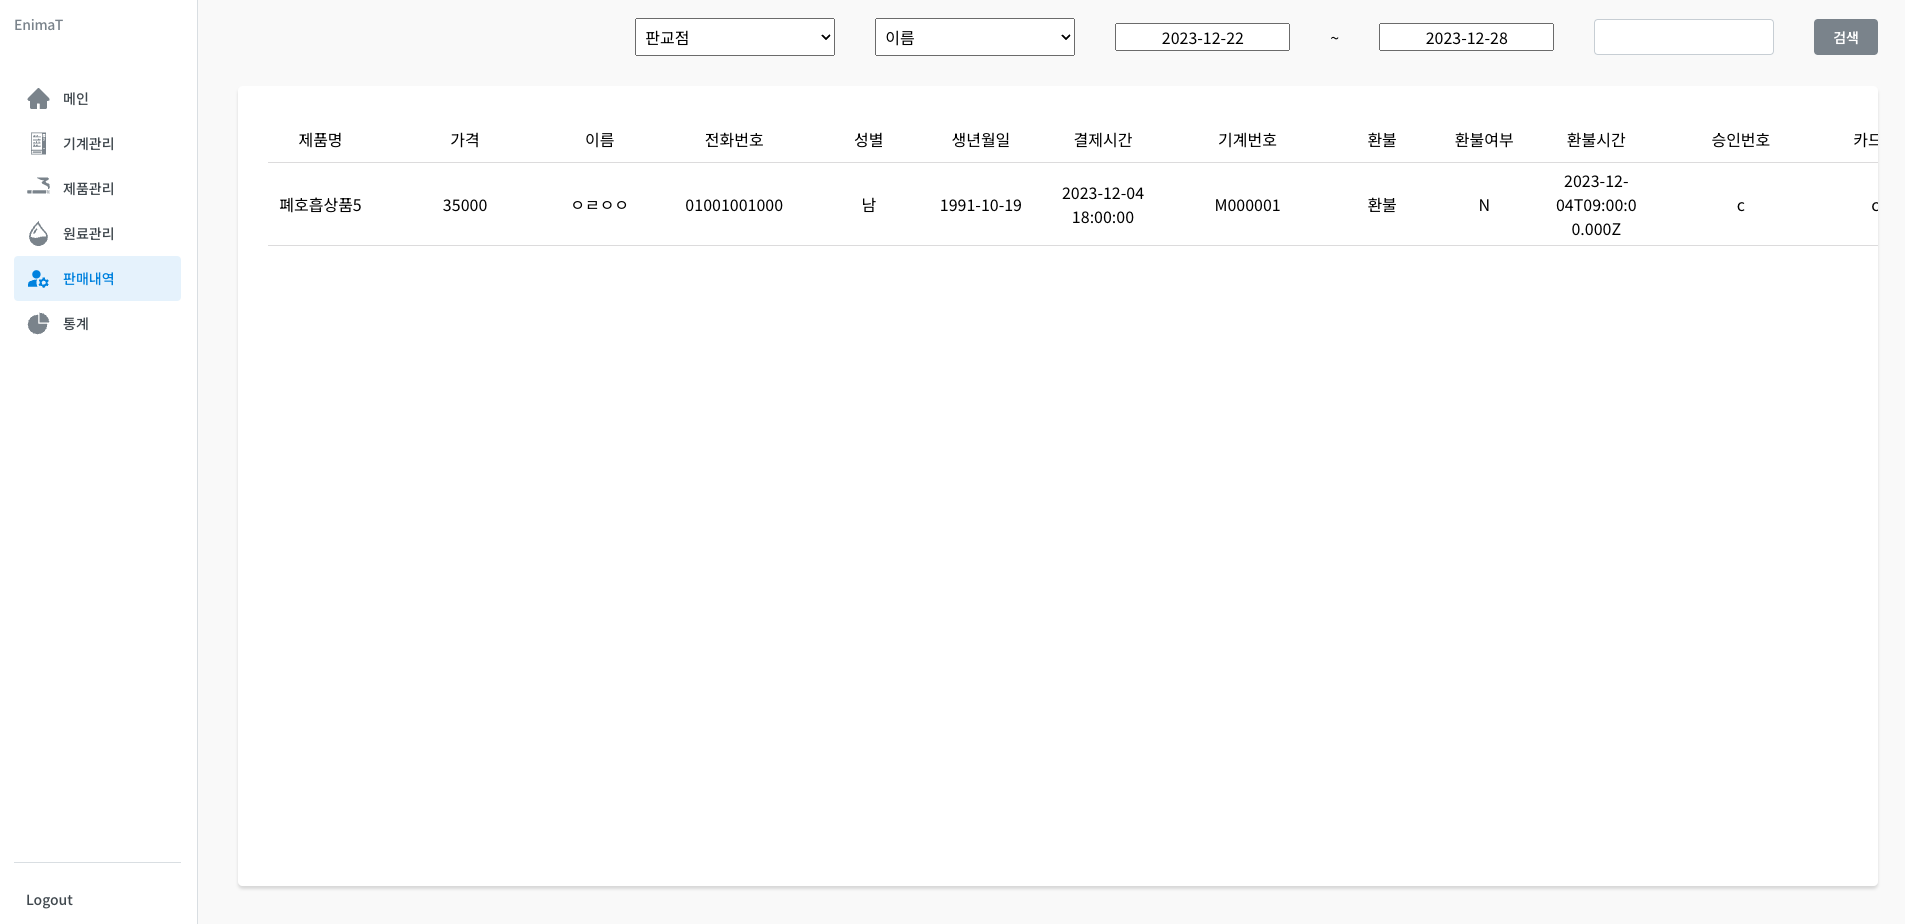 EnimaT
판교점
이름
2023-12-22
~
2023-12-28
검색
메인
기계관리
제품관리
원료관리
판매내역
통계
제품명 가격 이름 전화번호 성별 생년월일 결제시간 기계번호 환불 환불여부 환불시간 승인번호 카드
폐호흡상품5 35000 ㅇㄹㅇㅇ 01001001000 남 1991-10-19 2023-12-04 18:00:00 M000001 환불 N 2023-12-04T09:00:00.000Z c c
Logout